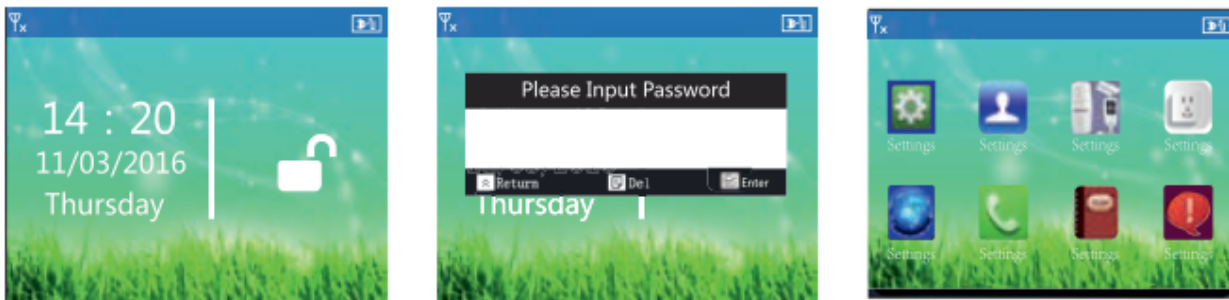 14 : 20
11/03/2016
Thursday
Please Input Password
Return Del Enter
Thursday
Settings Settings Settings Settings
Settings Settings Settings Settings